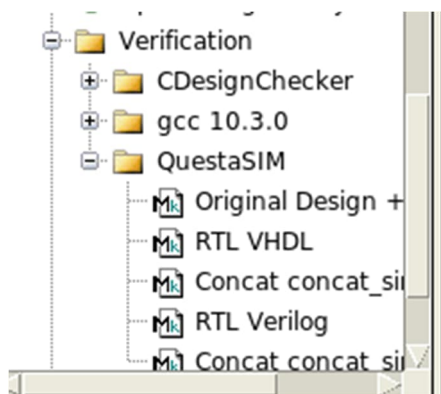 Verification
CDesignChecker
gcc 10.3.0
QuestaSIM
Original Design +
RTL VHDL
Concat concat_si
RTL Verilog
Concat concat_si